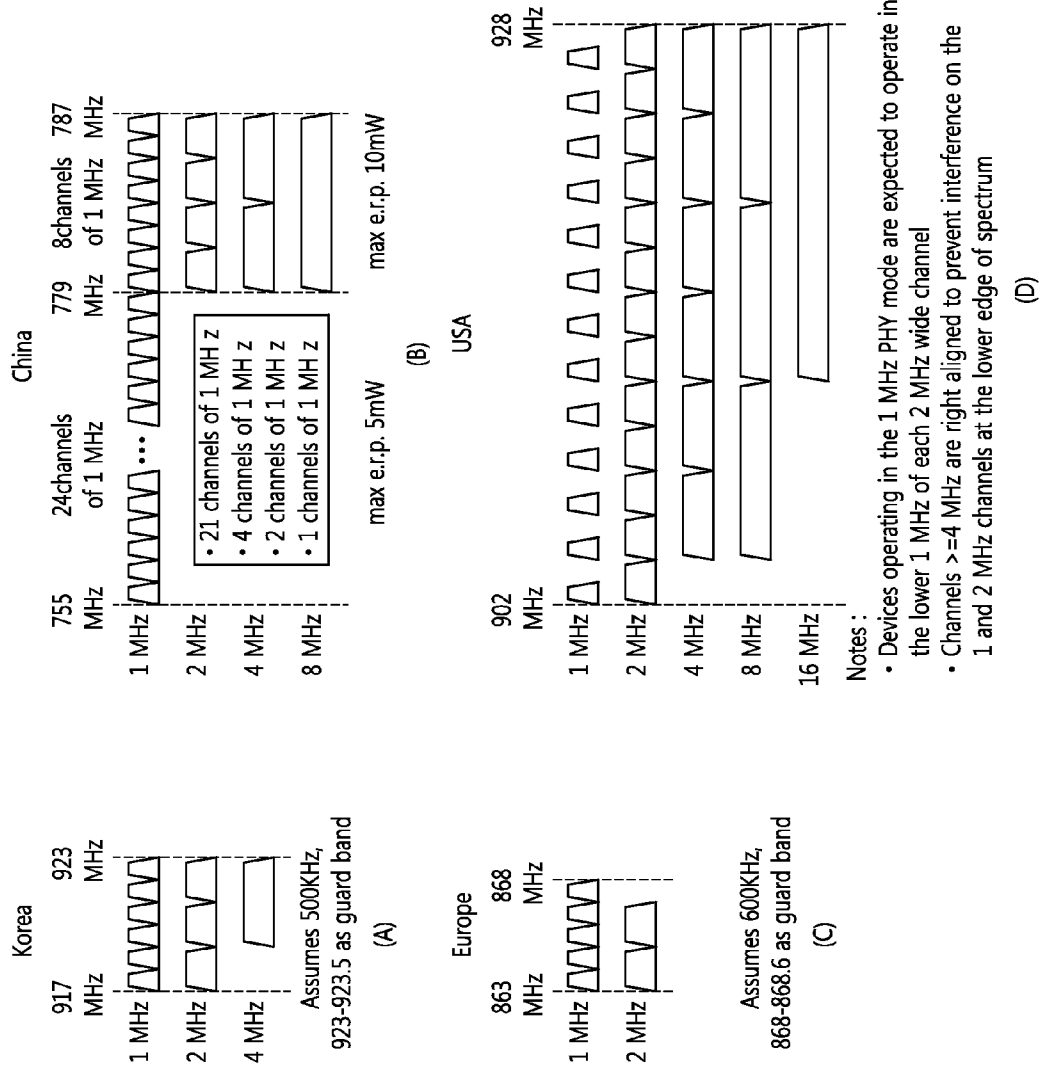 Korea
917
MHz
923
MHz
1 MHz
2 MHz
4 MHz
Assumes 500KHz,
923-923.5 as guard band
(A)
China
755
MHz
24channels
of 1 MHz
779
MHz
8channels
of 1 MHz
787
MHz
1 MHz
2 MHz
4 MHz
8 MHz
• 21 channels of 1 MH z
• 4 channels of 1 MH z
• 2 channels of 1 MH z
• 1 channels of 1 MH z
max e.r.p. 5mW
max e.r.p. 10mW
(B)
Europe
863
MHz
868
MHz
1 MHz
2 MHz
Assumes 600KHz,
868-868.6 as guard band
(C)
USA
902
MHz
928
MHz
1 MHz
2 MHz
4 MHz
8 MHz
16 MHz
Notes :
• Devices operating in the 1 MHz PHY mode are expected to operate in
the lower 1 MHz of each 2 MHz wide channel
• Channels >=4 MHz are right aligned to prevent interference on the
1 and 2 MHz channels at the lower edge of spectrum
(D)